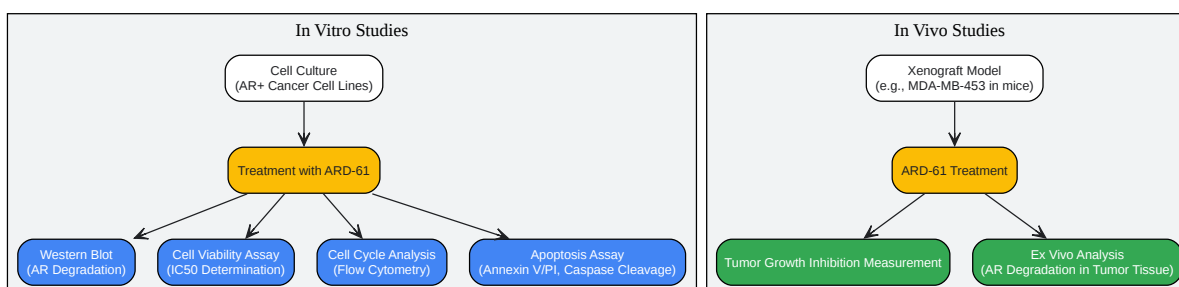 In Vitro Studies
Cell Culture
(AR+ Cancer Cell Lines)
Treatment with ARD-61
Western Blot
(AR Degradation)
Cell Viability Assay
(IC50 Determination)
Cell Cycle Analysis
(Flow Cytometry)
Apoptosis Assay
(Annexin V/PI, Caspase Cleavage)
In Vivo Studies
Xenograft Model
(e.g., MDA-MB-453 in mice)
ARD-61 Treatment
Tumor Growth Inhibition Measurement
Ex Vivo Analysis
(AR Degradation in Tumor Tissue)